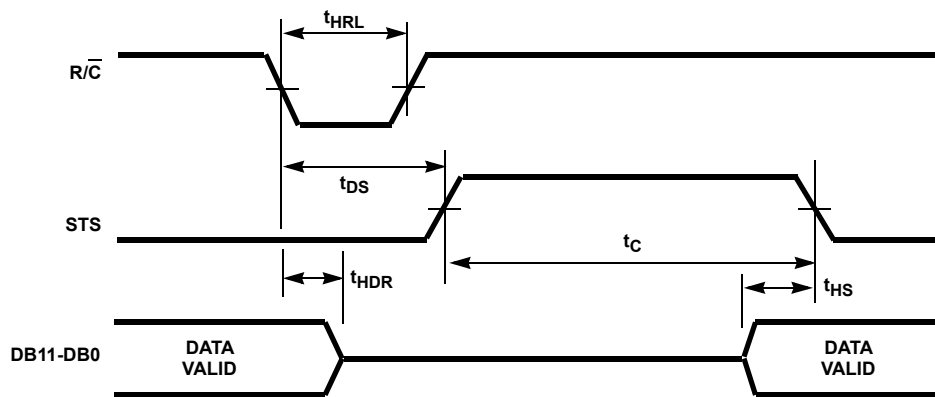 tHRL
R/C̅
tDS
STS
tC
tHDR
tHS
DB11-DB0
DATA
VALID
DATA
VALID